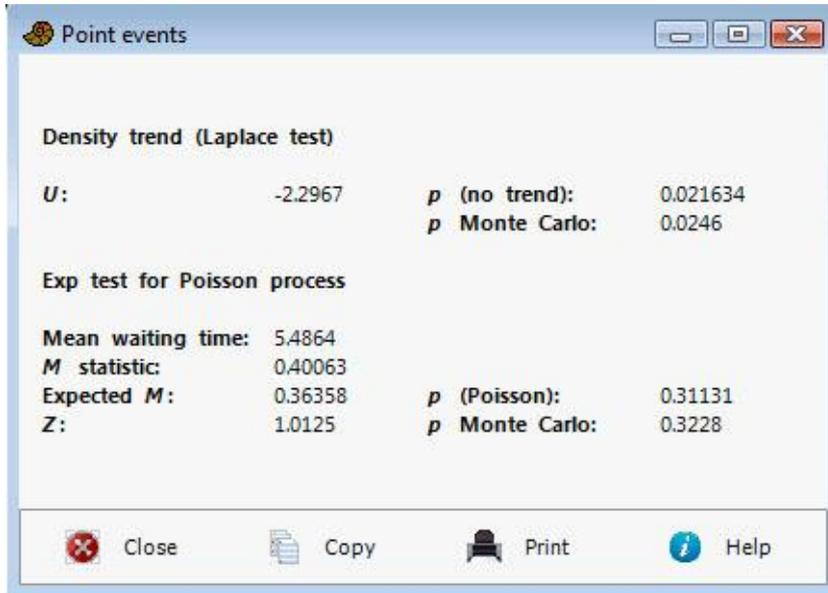 Point events
Density trend (Laplace test)
U: -2.2967 p (no trend): 0.021634
p Monte Carlo: 0.0246
Exp test for Poisson process
Mean waiting time: 5.4864
M statistic: 0.40063
Expected M: 0.36358 p (Poisson): 0.31131
Z: 1.0125 p Monte Carlo: 0.3228
Close Copy Print Help